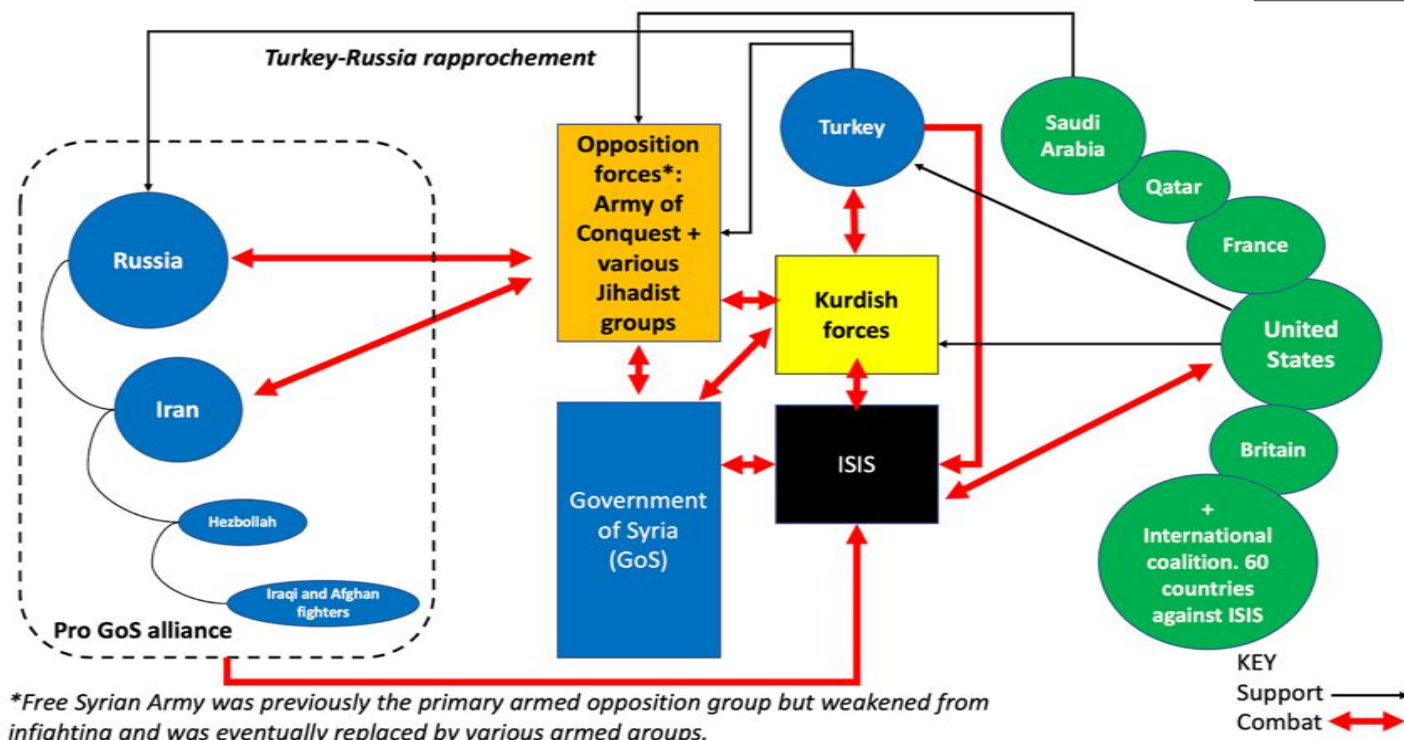 Turkey-Russia rapprochement
Russia
Iran
Hezbollah
Iraqi and Afghan
fighters
Pro GoS alliance
Opposition
forces*:
Army of
Conquest +
various
Jihadist
groups
Government
of Syria
(GoS)
Turkey
Kurdish
forces
ISIS
Saudi
Arabia
Qatar
France
United
States
Britain
+
International
coalition. 60
countries
against ISIS
KEY
Support
Combat
*Free Syrian Army was previously the primary armed opposition group but weakened from
infighting and was eventually replaced by various armed groups.